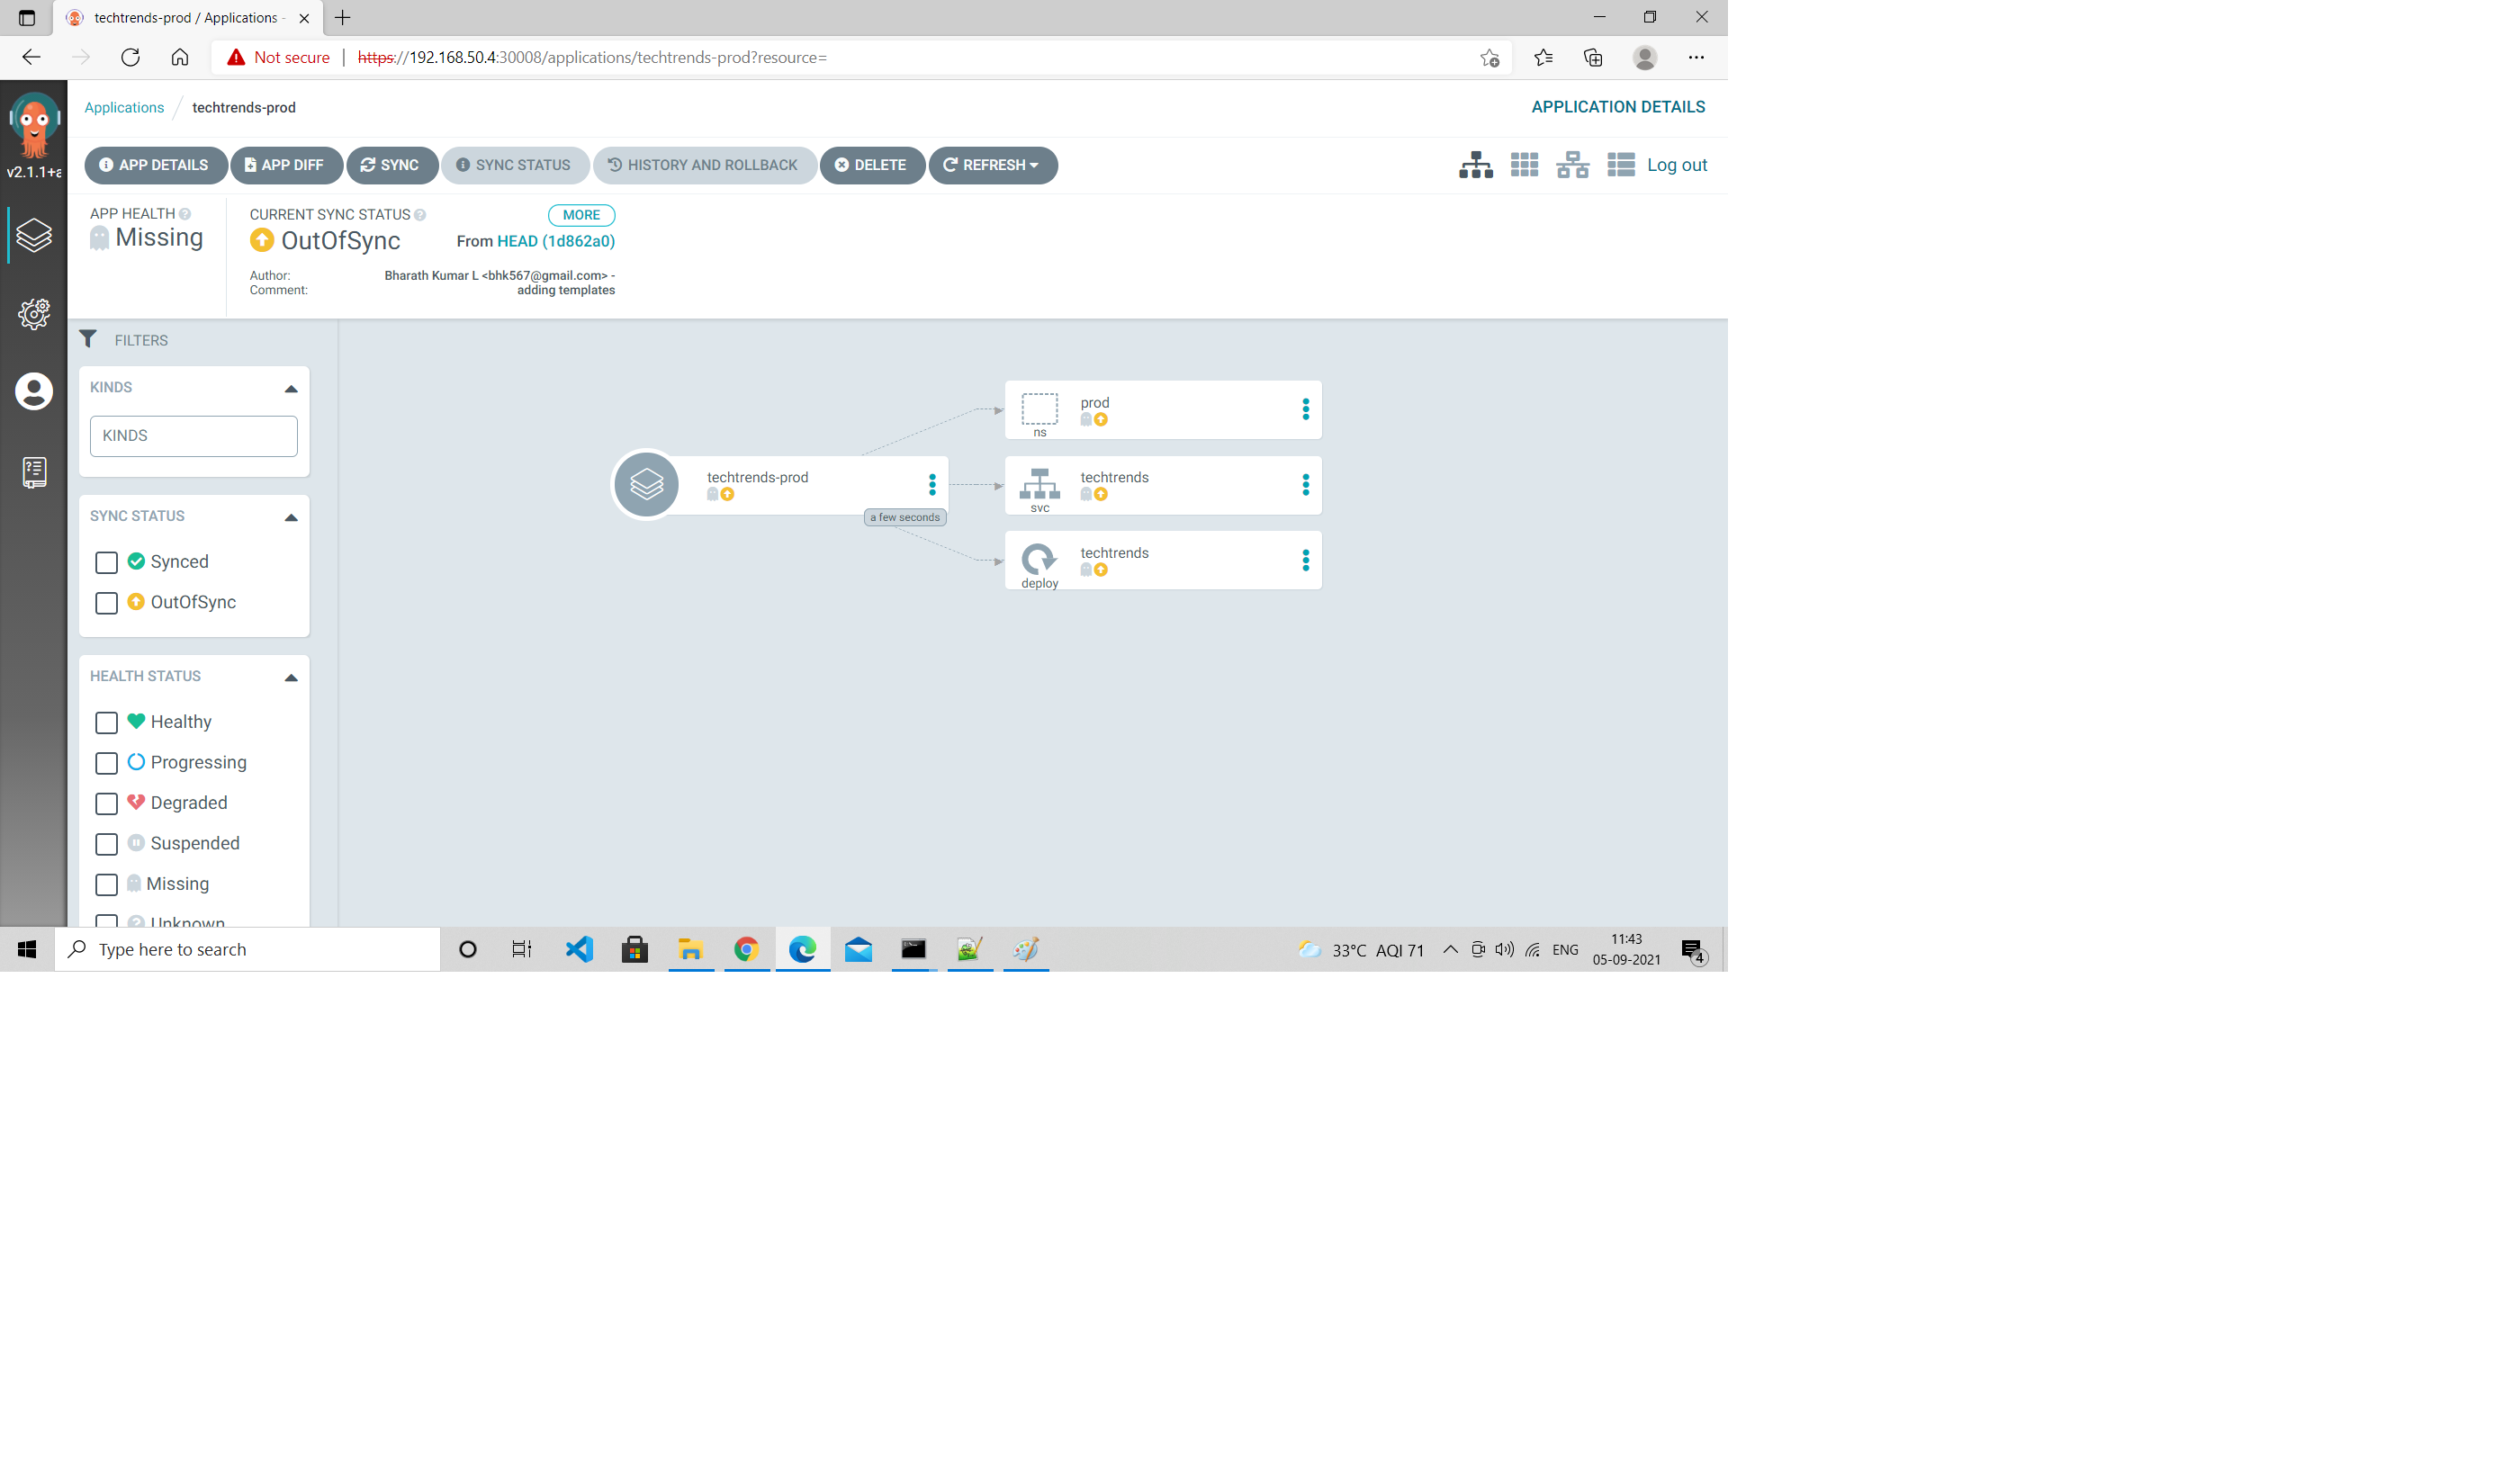 techtrends-prod / Applications -
Not secure | https://192.168.50.4:30008/applications/techtrends-prod?resource=
v2.1.1+a
Applications / techtrends-prod
APPLICATION DETAILS
APP DETAILS APP DIFF SYNC SYNC STATUS HISTORY AND ROLLBACK DELETE REFRESH
Log out
APP HEALTH
Missing
CURRENT SYNC STATUS MORE
OutOfSync From HEAD (1d862a0)
Author: Bharath Kumar L <bhk567@gmail.com> -
Comment: adding templates
FILTERS
KINDS
KINDS
SYNC STATUS
Synced
OutOfSync
HEALTH STATUS
Healthy
Progressing
Degraded
Suspended
Missing
Unknown
techtrends-prod
a few seconds
prod
ns
techtrends
svc
techtrends
deploy
Type here to search
33°C AQI 71
ENG
11:43
05-09-2021
4